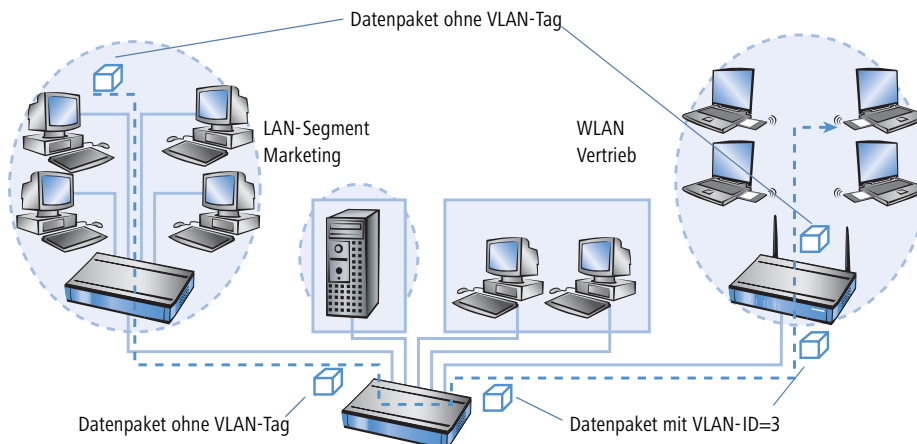 Datenpaket ohne VLAN-Tag
LAN-Segment
Marketing
WLAN
Vertrieb
Datenpaket ohne VLAN-Tag
Datenpaket mit VLAN-ID=3